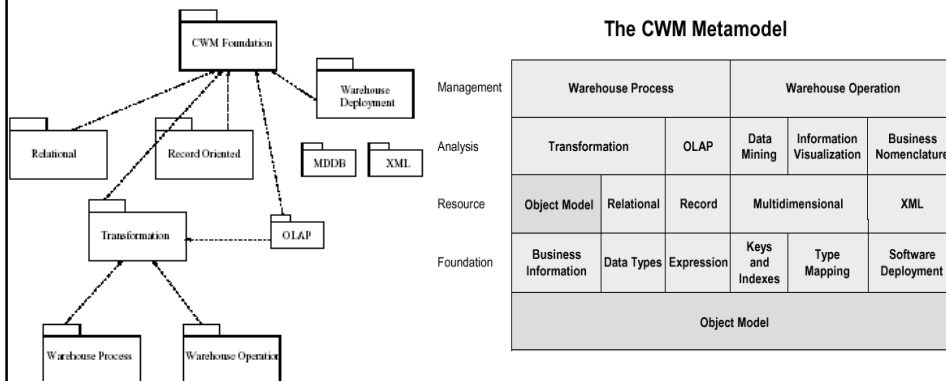 CWM Foundation
Warehouse
Deployment
Relational
Record Oriented
MDDB
XML
Transformation
OLAP
Warehouse Process
Warehouse Operation
The CWM Metamodel
Management
Warehouse Process
Warehouse Operation
Analysis
Transformation
OLAP
Data
Mining
Information
Visualization
Business
Nomenclature
Resource
Object Model
Relational
Record
Multidimensional
XML
Foundation
Business
Information
Data Types
Expression
Keys
and
Indexes
Type
Mapping
Software
Deployment
Object Model